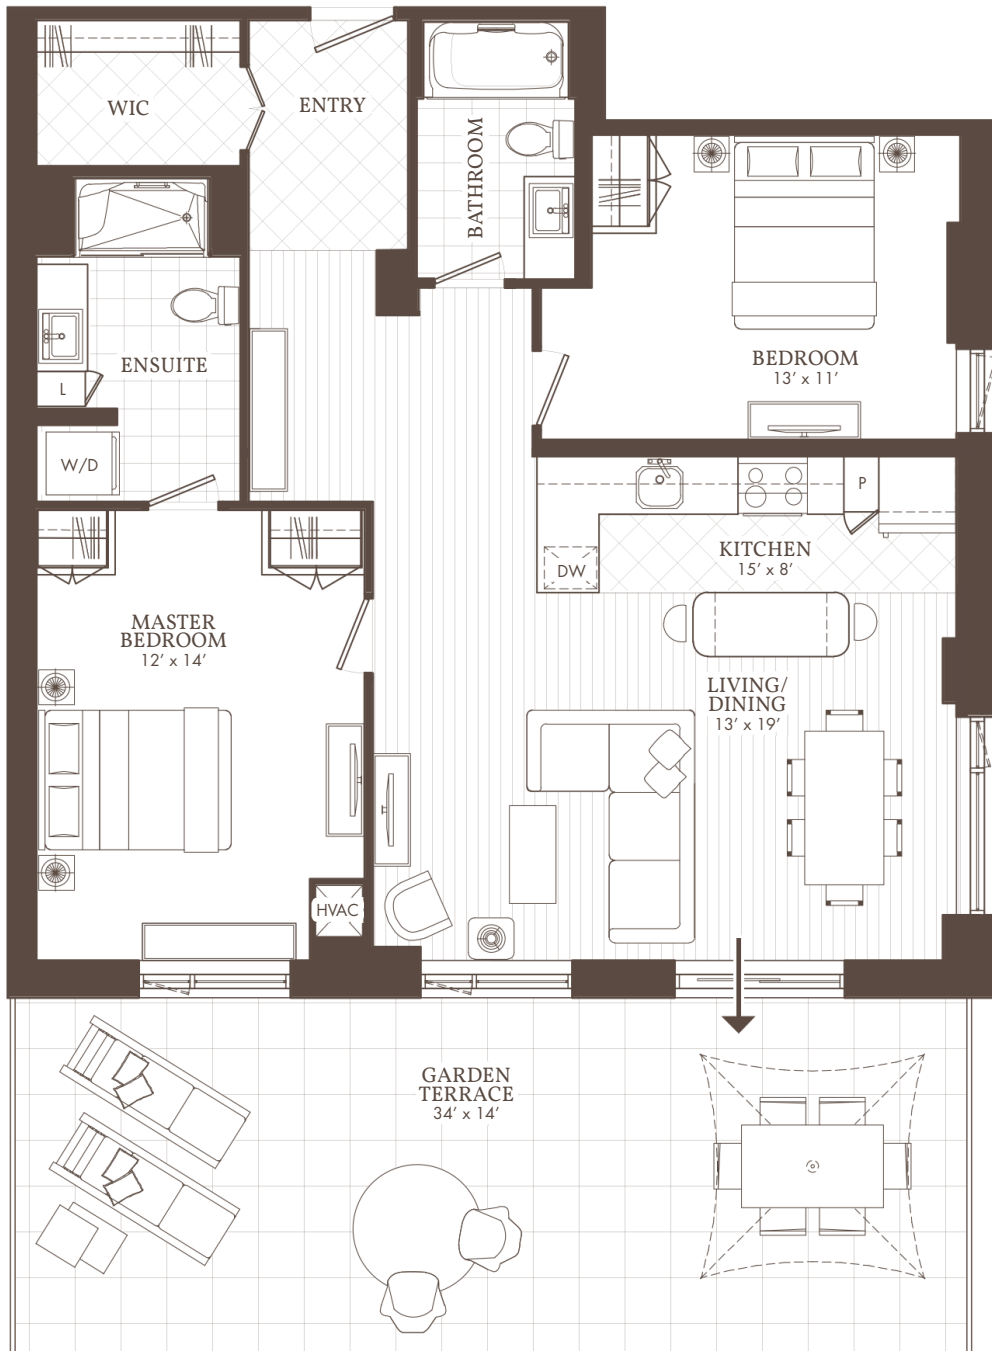 WIC
ENTRY
BATHROOM
ENSUITE
L
W/D
BEDROOM
13’ x 11’
P
KITCHEN
15’ x 8’
DW
MASTER
BEDROOM
12’ x 14’
LIVING/
DINING
13’ x 19’
HVAC
GARDEN
TERRACE
34’ x 14’